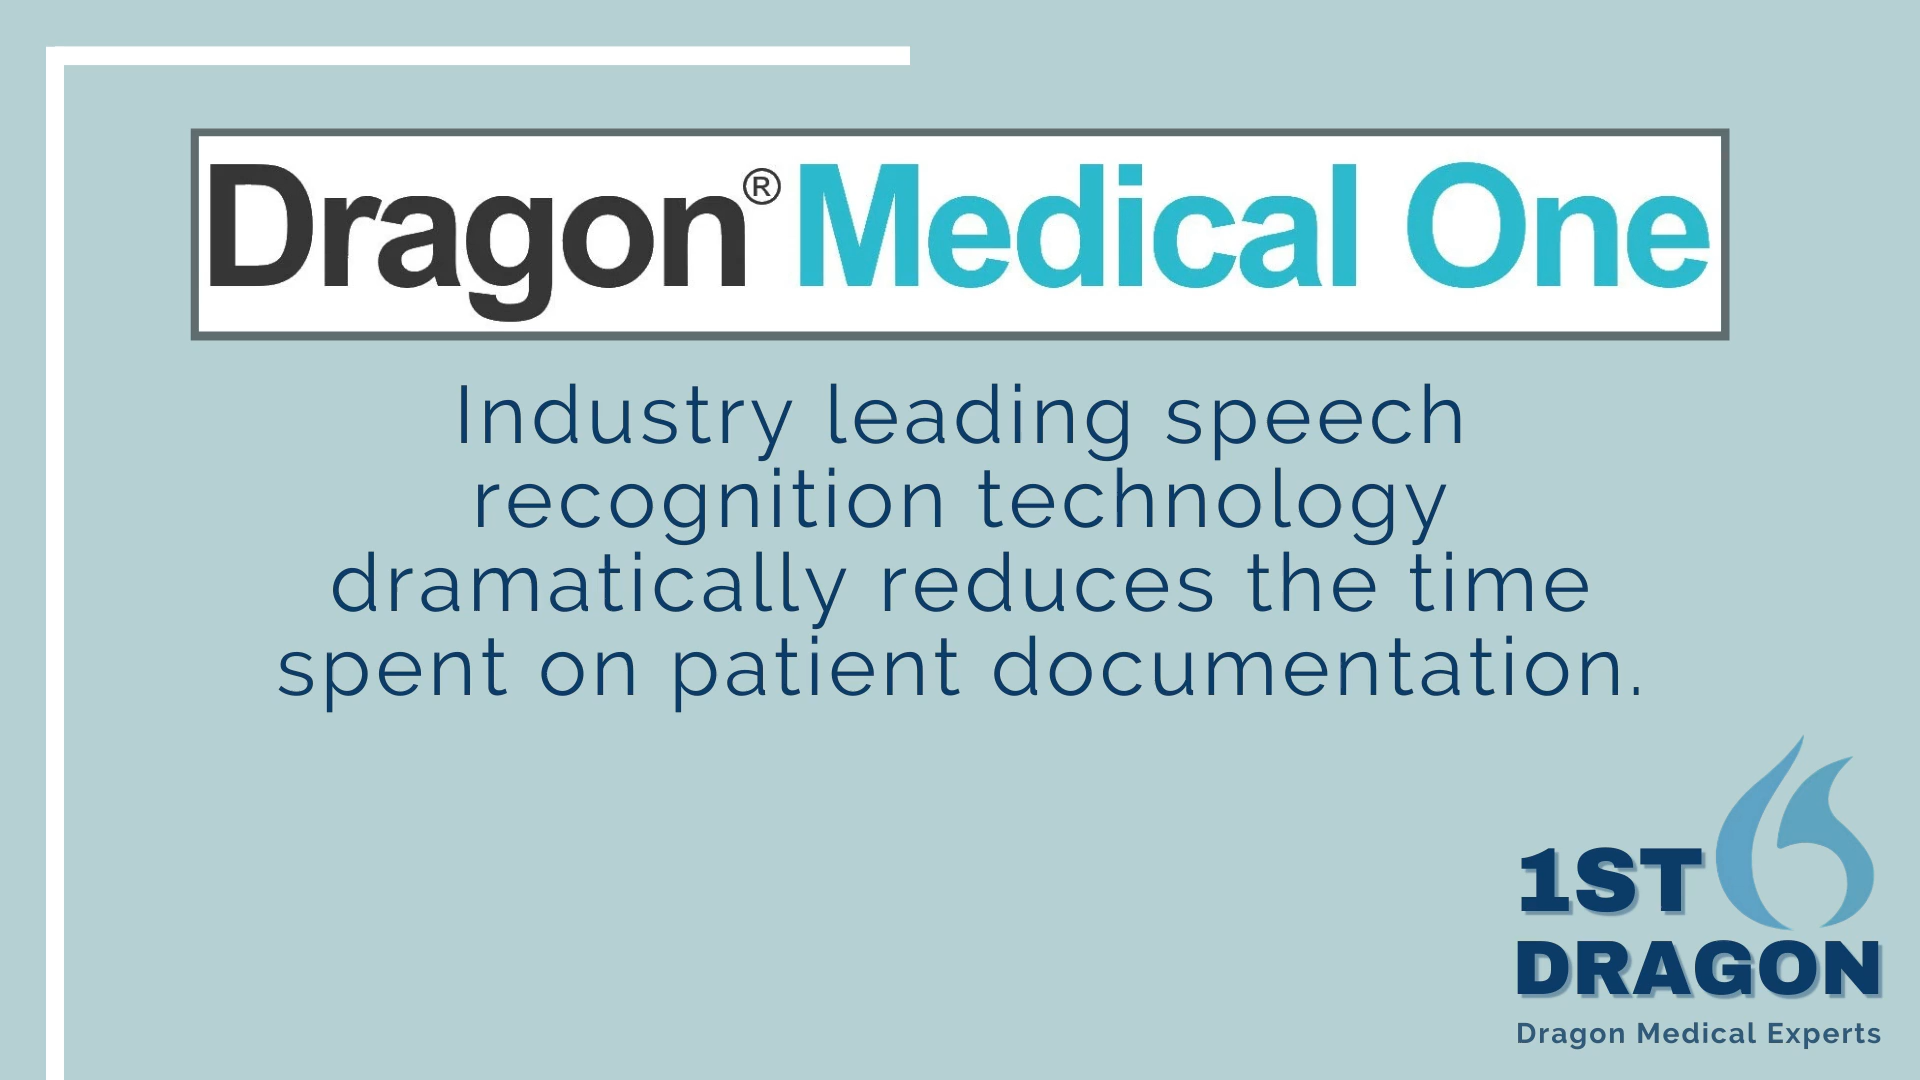 Dragon® Medical One
Industry leading speech
recognition technology
dramatically reduces the time
spent on patient documentation.
1ST
DRAGON
Dragon Medical Experts